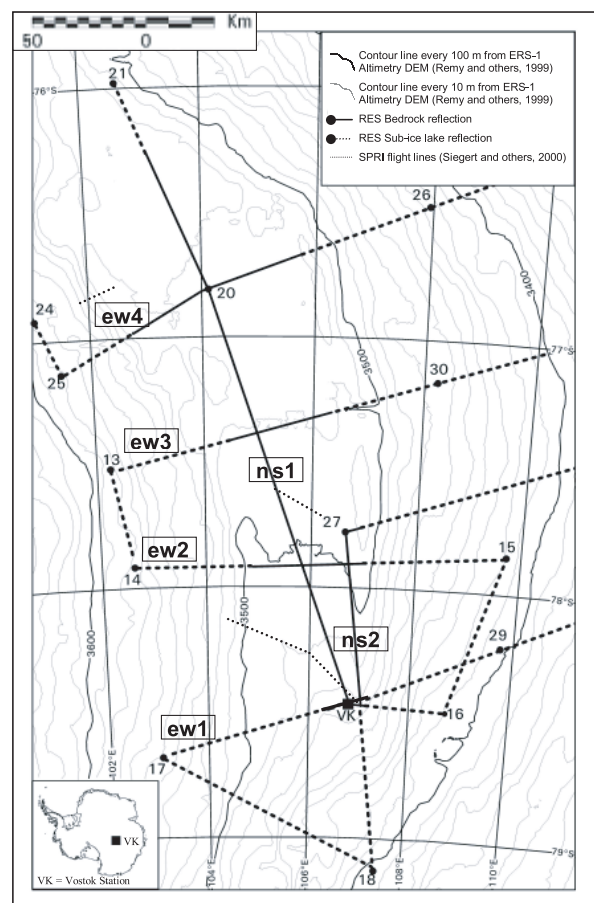 50 0 Km
Contour line every 100 m from ERS-1
Altimetry DEM (Remy and others, 1999)
Contour line every 10 m from ERS-1
Altimetry DEM (Remy and others, 1999)
RES Bedrock reflection
RES Sub-ice lake reflection
SPRI flight lines (Siegert and others, 2000)
21
76°S
26
3400
20
24
ew4
77°S
3500
25
30
ew3
13
ns1
27
ew2
15
14
78°S
3500
3600
29
ns2
VK
16
ew1
17
102°E
79°S
104°E
106°E
108°E
110°E
18
VK
VK = Vostok Station